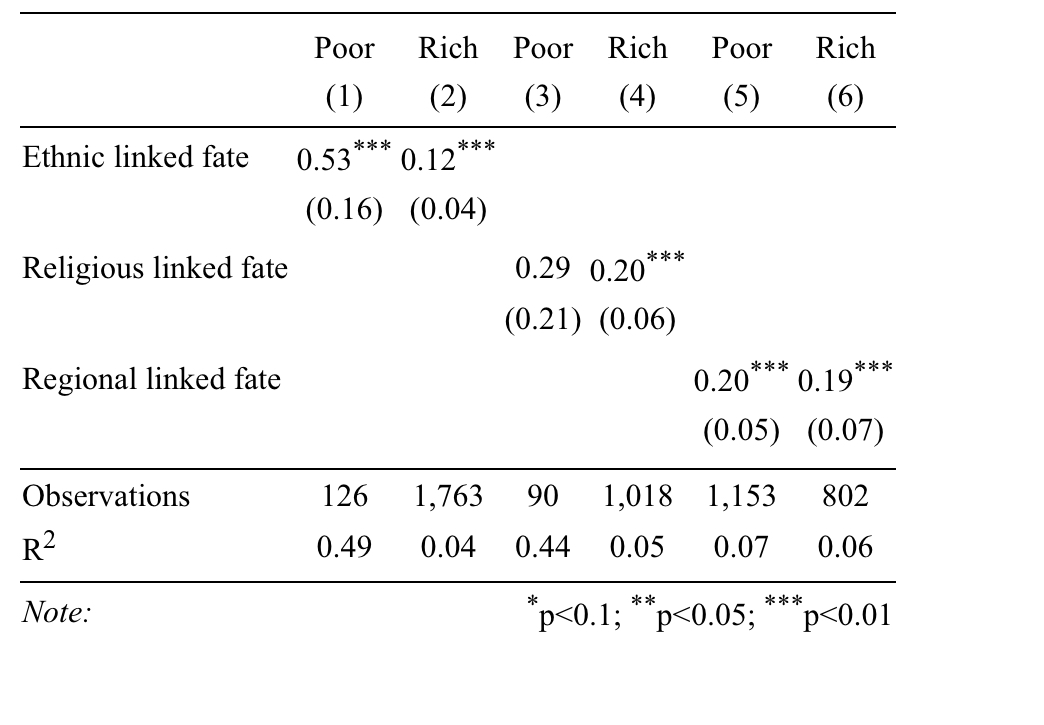 Poor Rich Poor Rich Poor Rich
(1) (2) (3) (4) (5) (6)
Ethnic linked fate 0.53*** 0.12***
(0.16) (0.04)
Religious linked fate 0.29 0.20***
(0.21) (0.06)
Regional linked fate 0.20*** 0.19***
(0.05) (0.07)
Observations 126 1,763 90 1,018 1,153 802
R2 0.49 0.04 0.44 0.05 0.07 0.06
Note: *p<0.1; **p<0.05; ***p<0.01